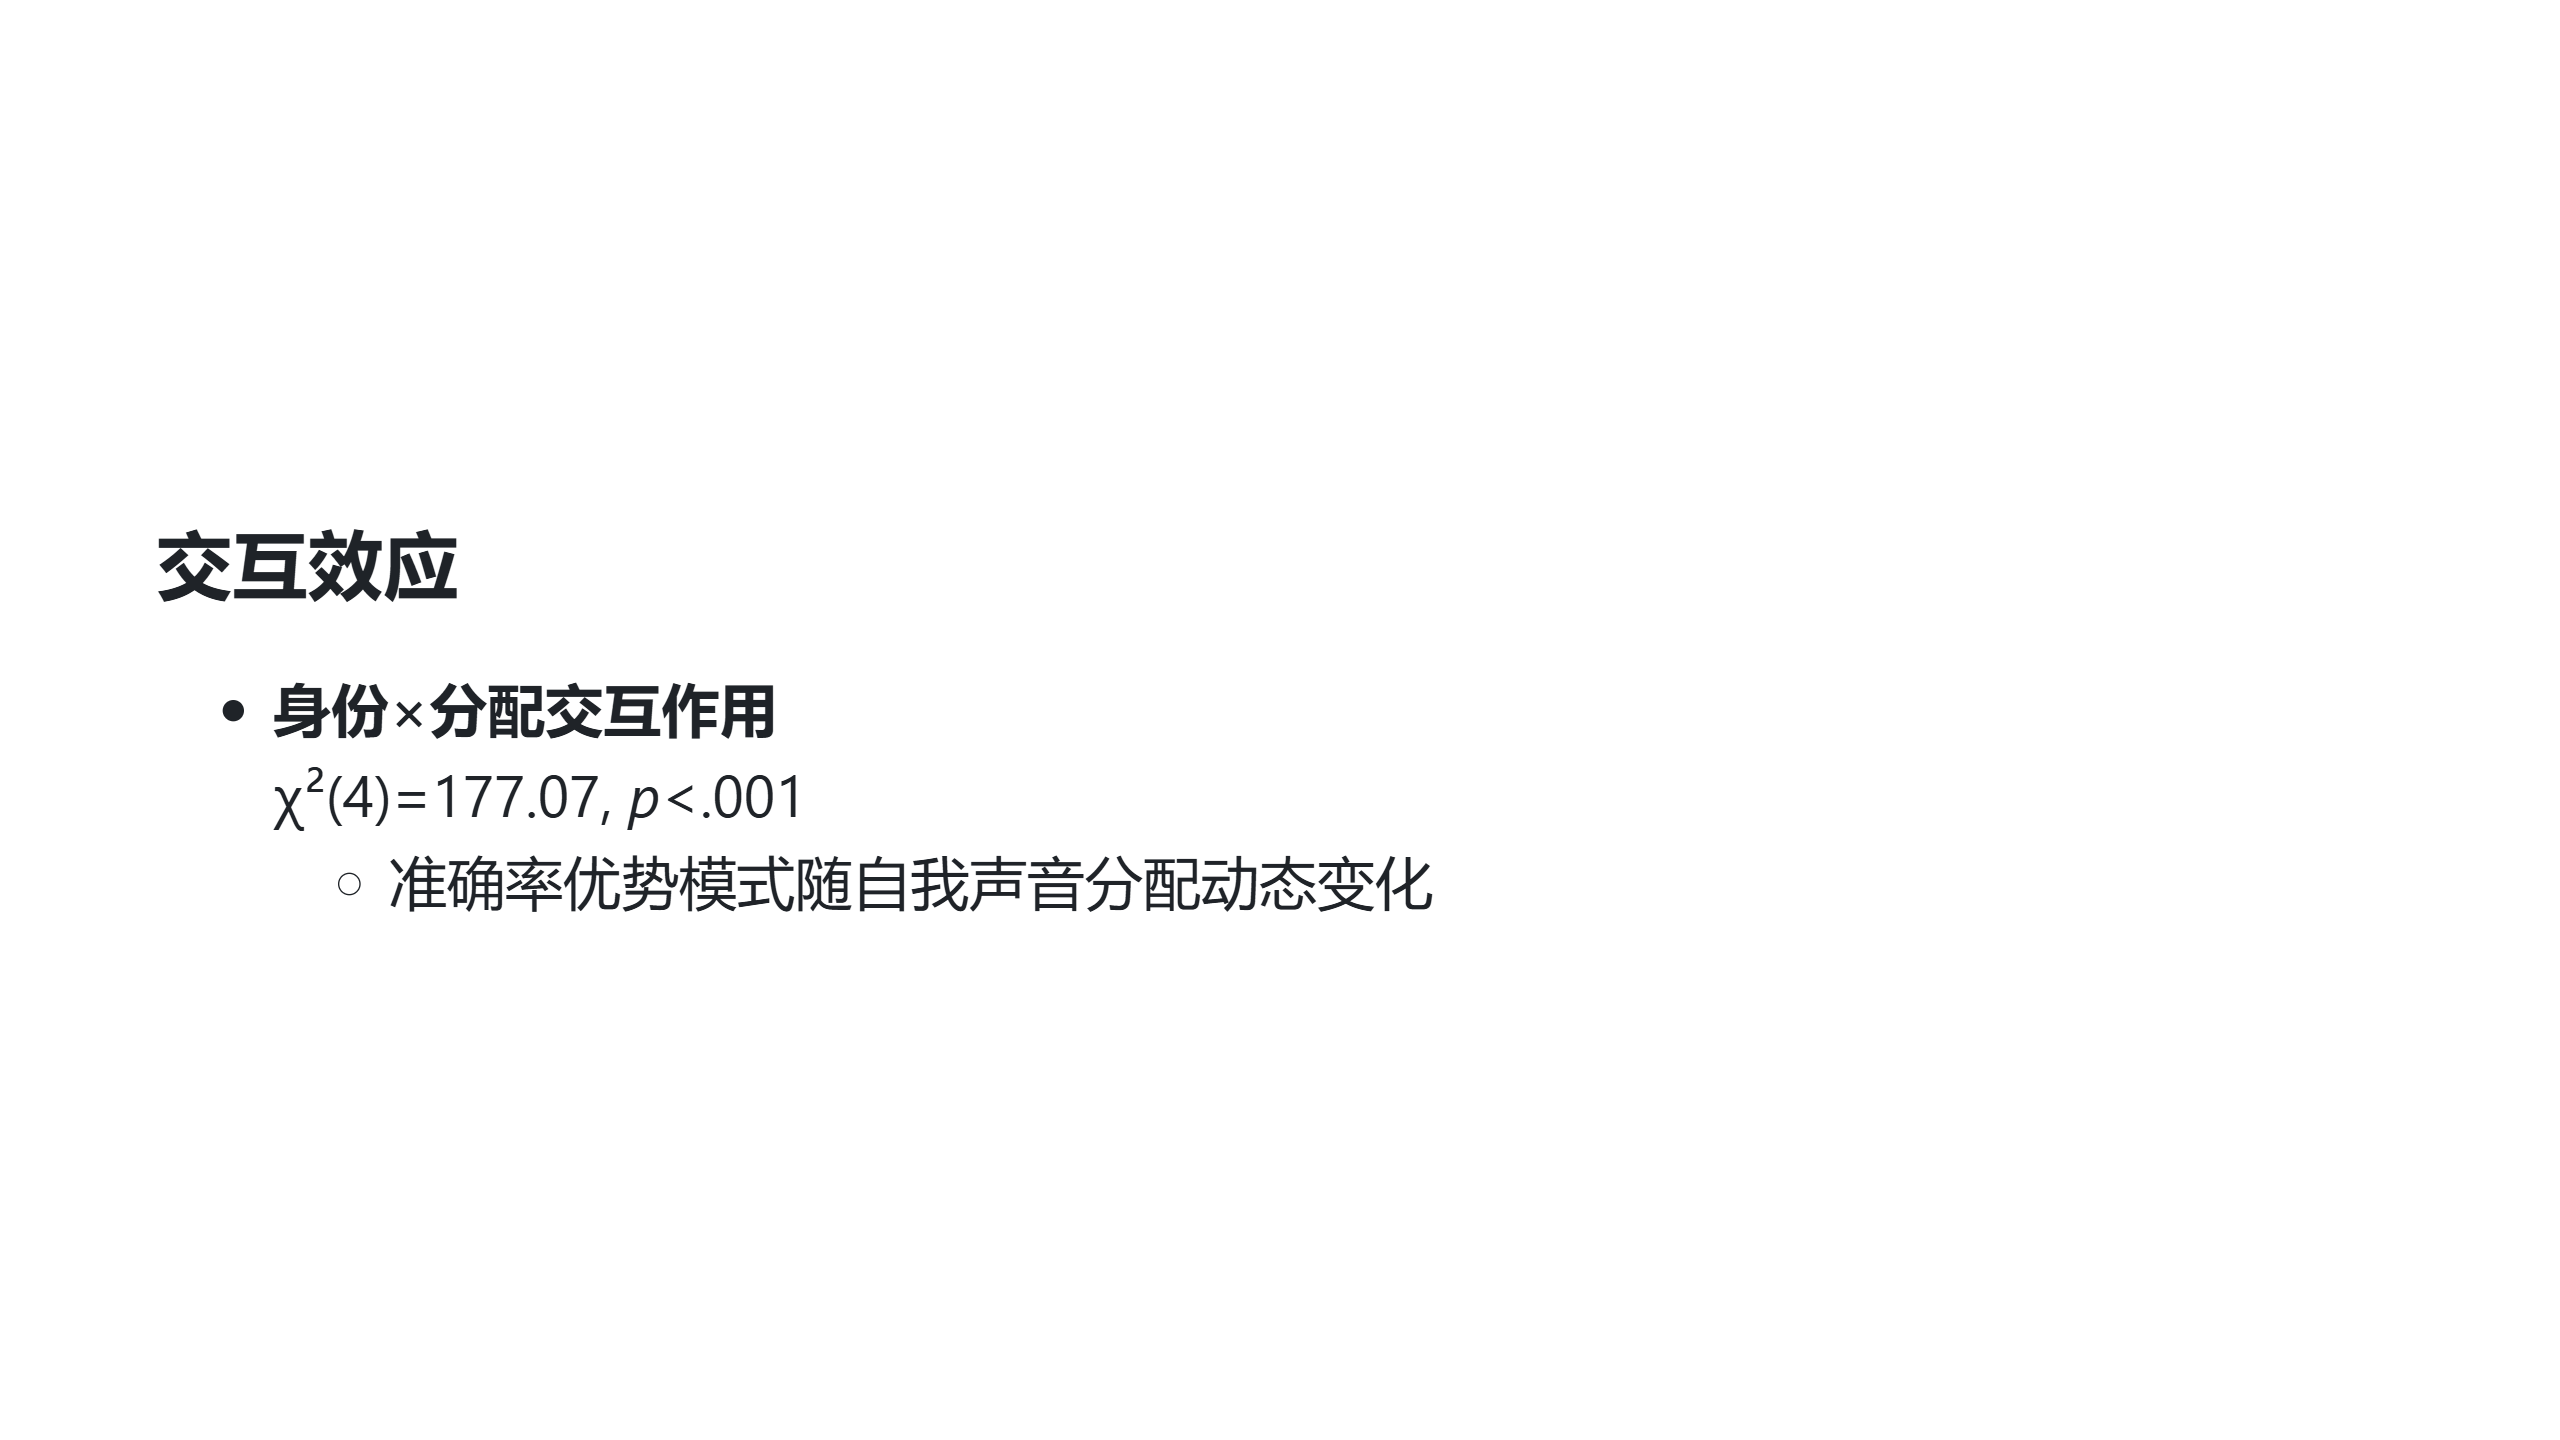 交互效应
• 身份×分配交互作用
χ²(4)=177.07, p<.001
○ 准确率优势模式随自我声音分配动态变化